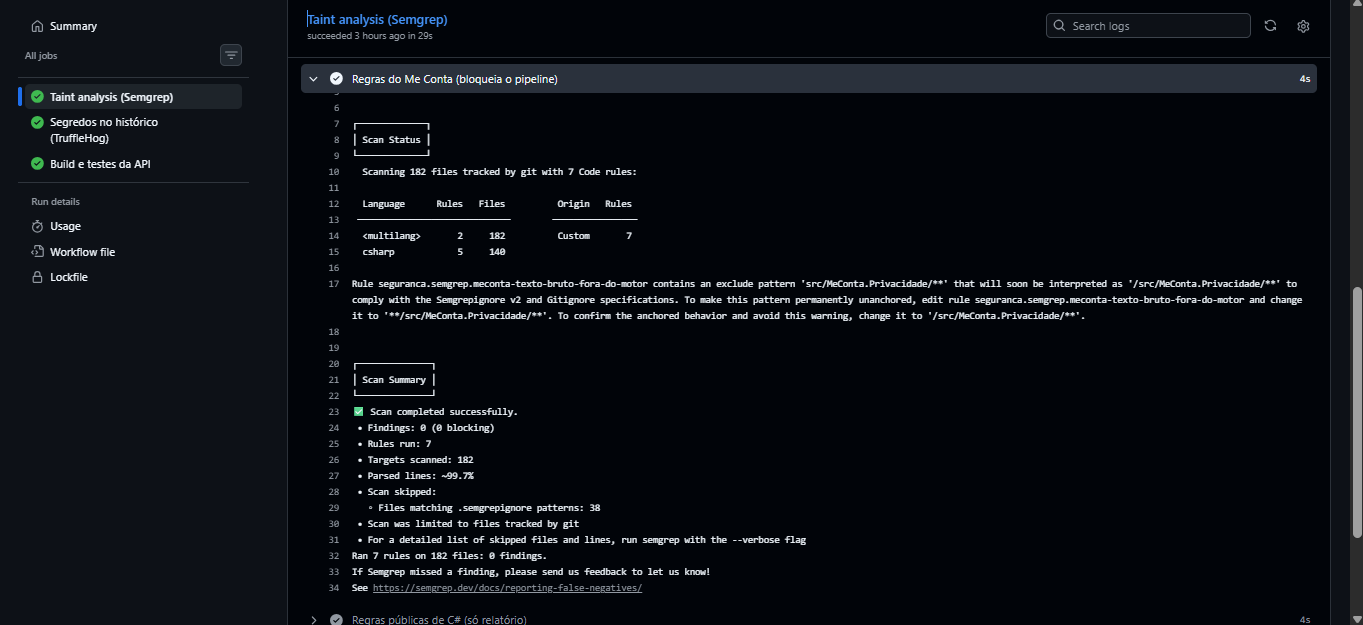 Summary
All jobs
Taint analysis (Semgrep)
Segredos no histórico
(TruffleHog)
Build e testes da API
Run details
Usage
Workflow file
Lockfile
Taint analysis (Semgrep)
succeeded 3 hours ago in 29s
Search logs
Regras do Me Conta (bloqueia o pipeline) 4s
6
7
8 Scan Status
9
10 Scanning 182 files tracked by git with 7 Code rules:
11
12 Language Rules Files Origin Rules
13
14 <multilang> 2 182 Custom 7
15 csharp 5 140
16
17 Rule seguranca.semgrep.meconta-texto-bruto-fora-do-motor contains an exclude pattern 'src/MeConta.Privacidade/**' that will soon be interpreted as '/src/MeConta.Privacidade/**' to
comply with the Semgrepignore v2 and Gitignore specifications. To make this pattern permanently unanchored, edit rule seguranca.semgrep.meconta-texto-bruto-fora-do-motor and change
it to '**/src/MeConta.Privacidade/**'. To confirm the anchored behavior and avoid this warning, change it to '/src/MeConta.Privacidade/**'.
18
19
20
21 Scan Summary
22
23 ✅ Scan completed successfully.
24 • Findings: 0 (0 blocking)
25 • Rules run: 7
26 • Targets scanned: 182
27 • Parsed lines: ~99.7%
28 • Scan skipped:
29 ◦ Files matching .semgrepignore patterns: 38
30 • Scan was limited to files tracked by git
31 • For a detailed list of skipped files and lines, run semgrep with the --verbose flag
32 Ran 7 rules on 182 files: 0 findings.
33 If Semgrep missed a finding, please send us feedback to let us know!
34 See https://semgrep.dev/docs/reporting-false-negatives/
Regras públicas de C# (só relatório) 4s